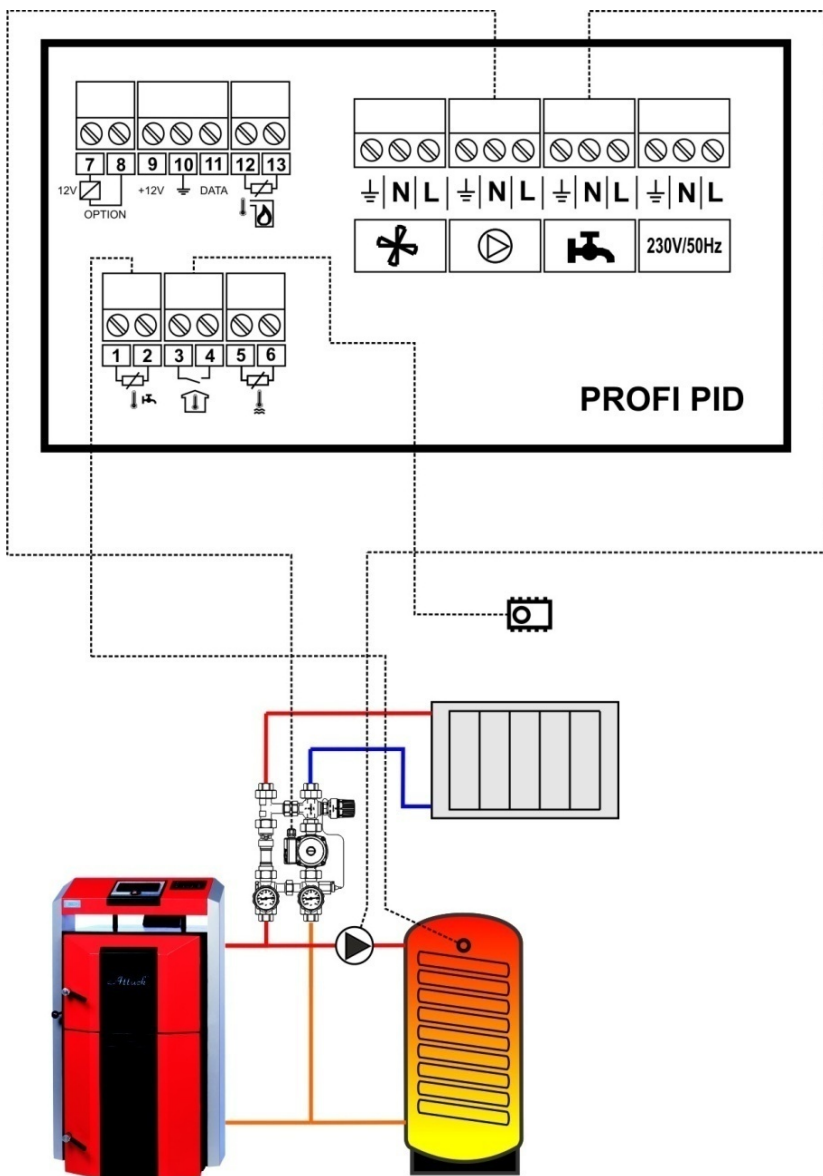 7 8 9 10 11 12 13
12V +12V DATA
OPTION
N L N L N L N L
230V/50Hz
1 2 3 4 5 6
PROFI PID
Attack